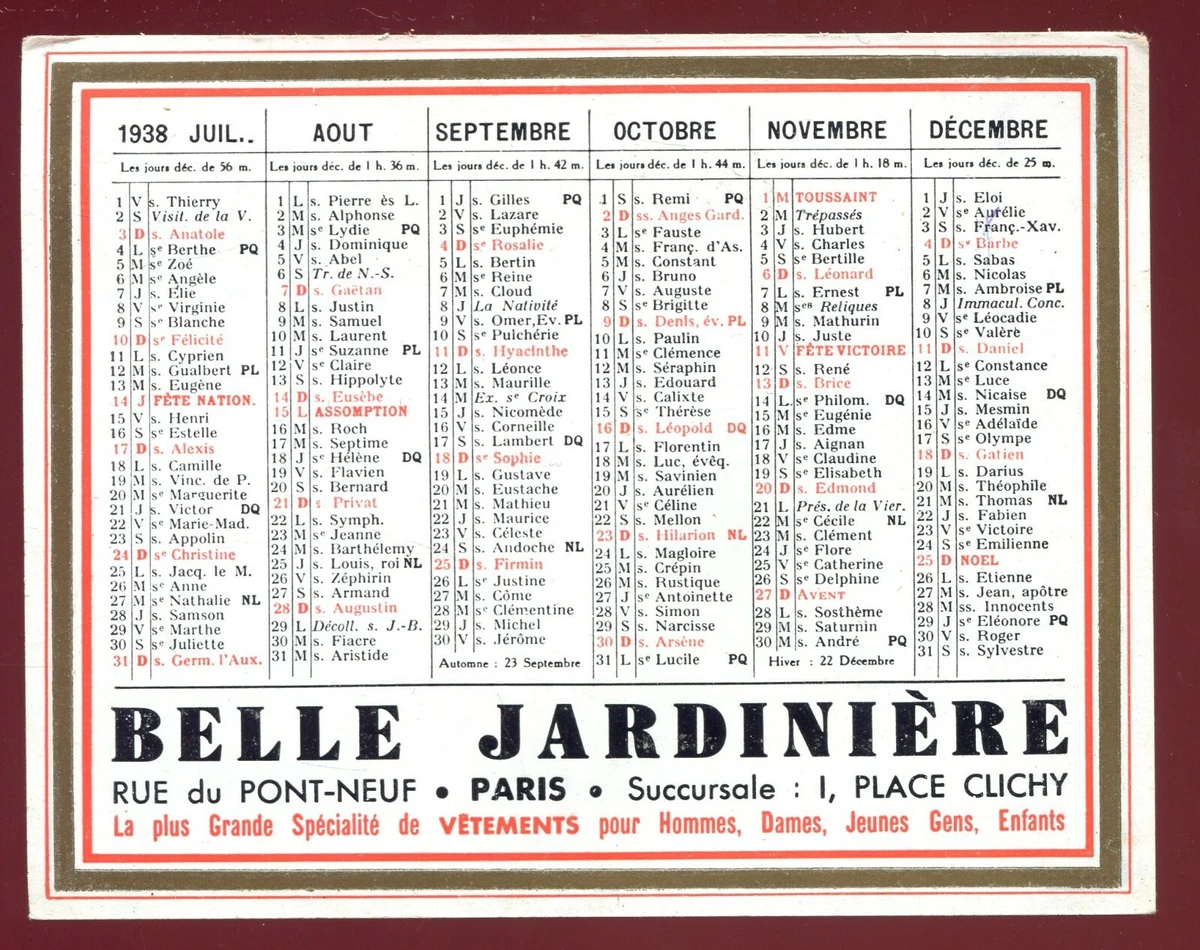 1938 JUIL..
Les jours déc. de 56 m.
1 V s. Thierry
2 S Visit. de la V.
3 D s. Anatole
4 L sᵉ Berthe PQ
5 M sᵉ Zoé
6 M sᵉ Angèle
7 J s. Élie
8 V sᵉ Virginie
9 S sᵉ Blanche
10 D sᵉ Félicité
11 L s. Cyprien
12 M s. Gualbert PL
13 M s. Eugène
14 J FÊTE NATION.
15 V s. Henri
16 S sᵉ Estelle
17 D s. Alexis
18 L s. Camille
19 M s. Vinc. de P.
20 M sᵉ Marguerite
21 J s. Victor DQ
22 V sᵉ Marie-Mad.
23 S s. Appolin
24 D sᵉ Christine
25 L s. Jacq. le M.
26 M sᵉ Anne
27 M sᵉ Nathalie NL
28 J s. Samson
29 V sᵉ Marthe
30 S sᵉ Juliette
31 D s. Germ. l'Aux.
AOUT
Les jours déc. de 1 h. 36 m.
1 L s. Pierre ès L.
2 M s. Alphonse
3 M sᵉ Lydie PQ
4 J s. Dominique
5 V s. Abel
6 S Tr. de N.-S.
7 D s. Gaëtan
8 L s. Justin
9 M s. Samuel
10 M s. Laurent
11 J sᵉ Suzanne PL
12 V sᵉ Claire
13 S s. Hippolyte
14 D s. Eusèbe
15 L ASSOMPTION
16 M s. Roch
17 M s. Septime
18 J sᵉ Hélène DQ
19 V s. Flavien
20 S s. Bernard
21 D s. Privat
22 L s. Symph.
23 M sᵉ Jeanne
24 M s. Barthélemy
25 J s. Louis, roi NL
26 V s. Zéphirin
27 S s. Armand
28 D s. Augustin
29 L Décoll. s. J.-B.
30 M s. Fiacre
31 M s. Aristide
SEPTEMBRE
Les jours déc. de 1 h. 42 m.
1 J s. Gilles PQ
2 V s. Lazare
3 S sᵉ Euphémie
4 D sᵉ Rosalie
5 L s. Bertin
6 M sᵉ Reine
7 M s. Cloud
8 J La Nativité
9 V s. Omer, Ev. PL
10 S sᵉ Pulchérie
11 D s. Hyacinthe
12 L s. Léonce
13 M s. Maurille
14 M Ex. sᵉ Croix
15 J s. Nicomède
16 V s. Corneille
17 S s. Lambert DQ
18 D sᵉ Sophie
19 L s. Gustave
20 M s. Eustache
21 M s. Mathieu
22 J s. Maurice
23 V s. Céleste
24 S s. Andoche NL
25 D s. Firmin
26 L sᵉ Justine
27 M s. Côme
28 M sᵉ Clémentine
29 J s. Michel
30 V s. Jérôme
Automne : 23 Septembre
OCTOBRE
Les jours déc. de 1 h. 44 m.
1 S s. Remi PQ
2 D ss. Anges Gard.
3 L sᵉ Fauste
4 M s. Franç. d'As.
5 M s. Constant
6 J s. Bruno
7 V s. Auguste
8 S sᵉ Brigitte
9 D s. Denis, év. PL
10 L s. Paulin
11 M sᵉ Clémence
12 M s. Séraphin
13 J s. Edouard
14 V s. Calixte
15 S sᵉ Thérèse
16 D s. Léopold DQ
17 L s. Florentin
18 M s. Luc, évêq.
19 M s. Savinien
20 J s. Aurélien
21 V sᵉ Céline
22 S s. Mellon
23 D s. Hilarion NL
24 L s. Magloire
25 M s. Crépin
26 M s. Rustique
27 J sᵉ Antoinette
28 V s. Simon
29 S s. Narcisse
30 D s. Arsène
31 L sᵉ Lucile PQ
NOVEMBRE
Les jours déc. de 1 h. 18 m.
1 M TOUSSAINT
2 M Trépassés
3 J s. Hubert
4 V s. Charles
5 S sᵉ Bertille
6 D s. Léonard
7 L s. Ernest PL
8 M sᵉˢ Reliques
9 M s. Mathurin
10 J s. Juste
11 V FÊTE VICTOIRE
12 S s. René
13 D s. Brice
14 L sᵉ Philom. DQ
15 M sᵉ Eugénie
16 M s. Edme
17 J s. Aignan
18 V sᵉ Claudine
19 S sᵉ Elisabeth
20 D s. Edmond
21 L Prés. de la Vier.
22 M sᵉ Cécile NL
23 M s. Clément
24 J sᵉ Flore
25 V sᵉ Catherine
26 S sᵉ Delphine
27 D AVENT
28 L s. Sosthème
29 M s. Saturnin
30 M s. André PQ
Hiver : 22 Décembre
DÉCEMBRE
Les jours déc. de 25 m.
1 J s. Eloi
2 V sᵉ Aurélie
3 S s. Franç.-Xav.
4 D sᵉ Barbe
5 L s. Sabas
6 M s. Nicolas
7 M s. Ambroise PL
8 J Immacul. Conc.
9 V sᵉ Léocadie
10 S sᵉ Valère
11 D s. Daniel
12 L sᵉ Constance
13 M sᵉ Luce
14 M s. Nicaise DQ
15 J s. Mesmin
16 V sᵉ Adélaïde
17 S sᵉ Olympe
18 D s. Gatien
19 L s. Darius
20 M s. Théophile
21 M s. Thomas NL
22 J s. Fabien
23 V sᵉ Victoire
24 S sᵉ Emilienne
25 D NOEL
26 L s. Etienne
27 M s. Jean, apôtre
28 M ss. Innocents
29 J sᵉ Eléonore PQ
30 V s. Roger
31 S s. Sylvestre
BELLE JARDINIÈRE
RUE du PONT-NEUF • PARIS • Succursale : 1, PLACE CLICHY
La plus Grande Spécialité de VÊTEMENTS pour Hommes, Dames, Jeunes Gens, Enfants